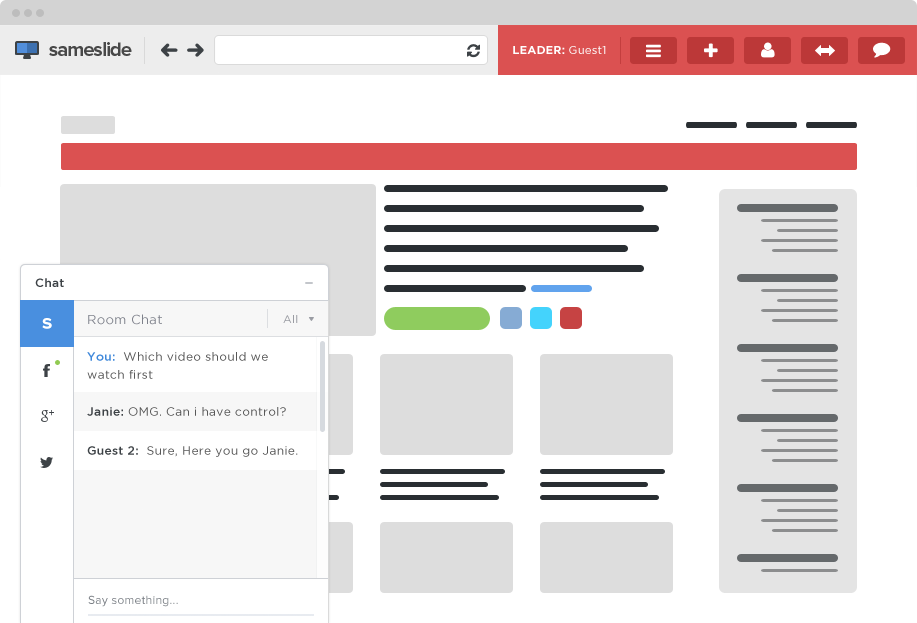 sameslide
LEADER: Guest1
Chat
S
Room Chat
All
You: Which video should we
watch first
f
Janie: OMG. Can i have control?
g+
Guest 2: Sure, Here you go Janie.
Say something...